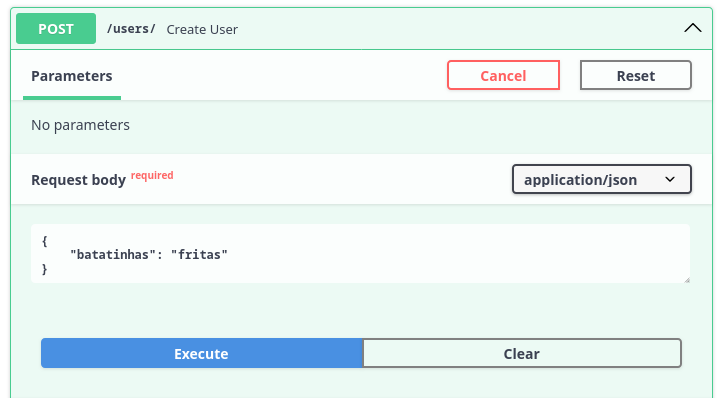 POST /users/ Create User
Parameters Cancel Reset
No parameters
Request body required application/json
{
"batatinhas": "fritas"
}
Execute Clear